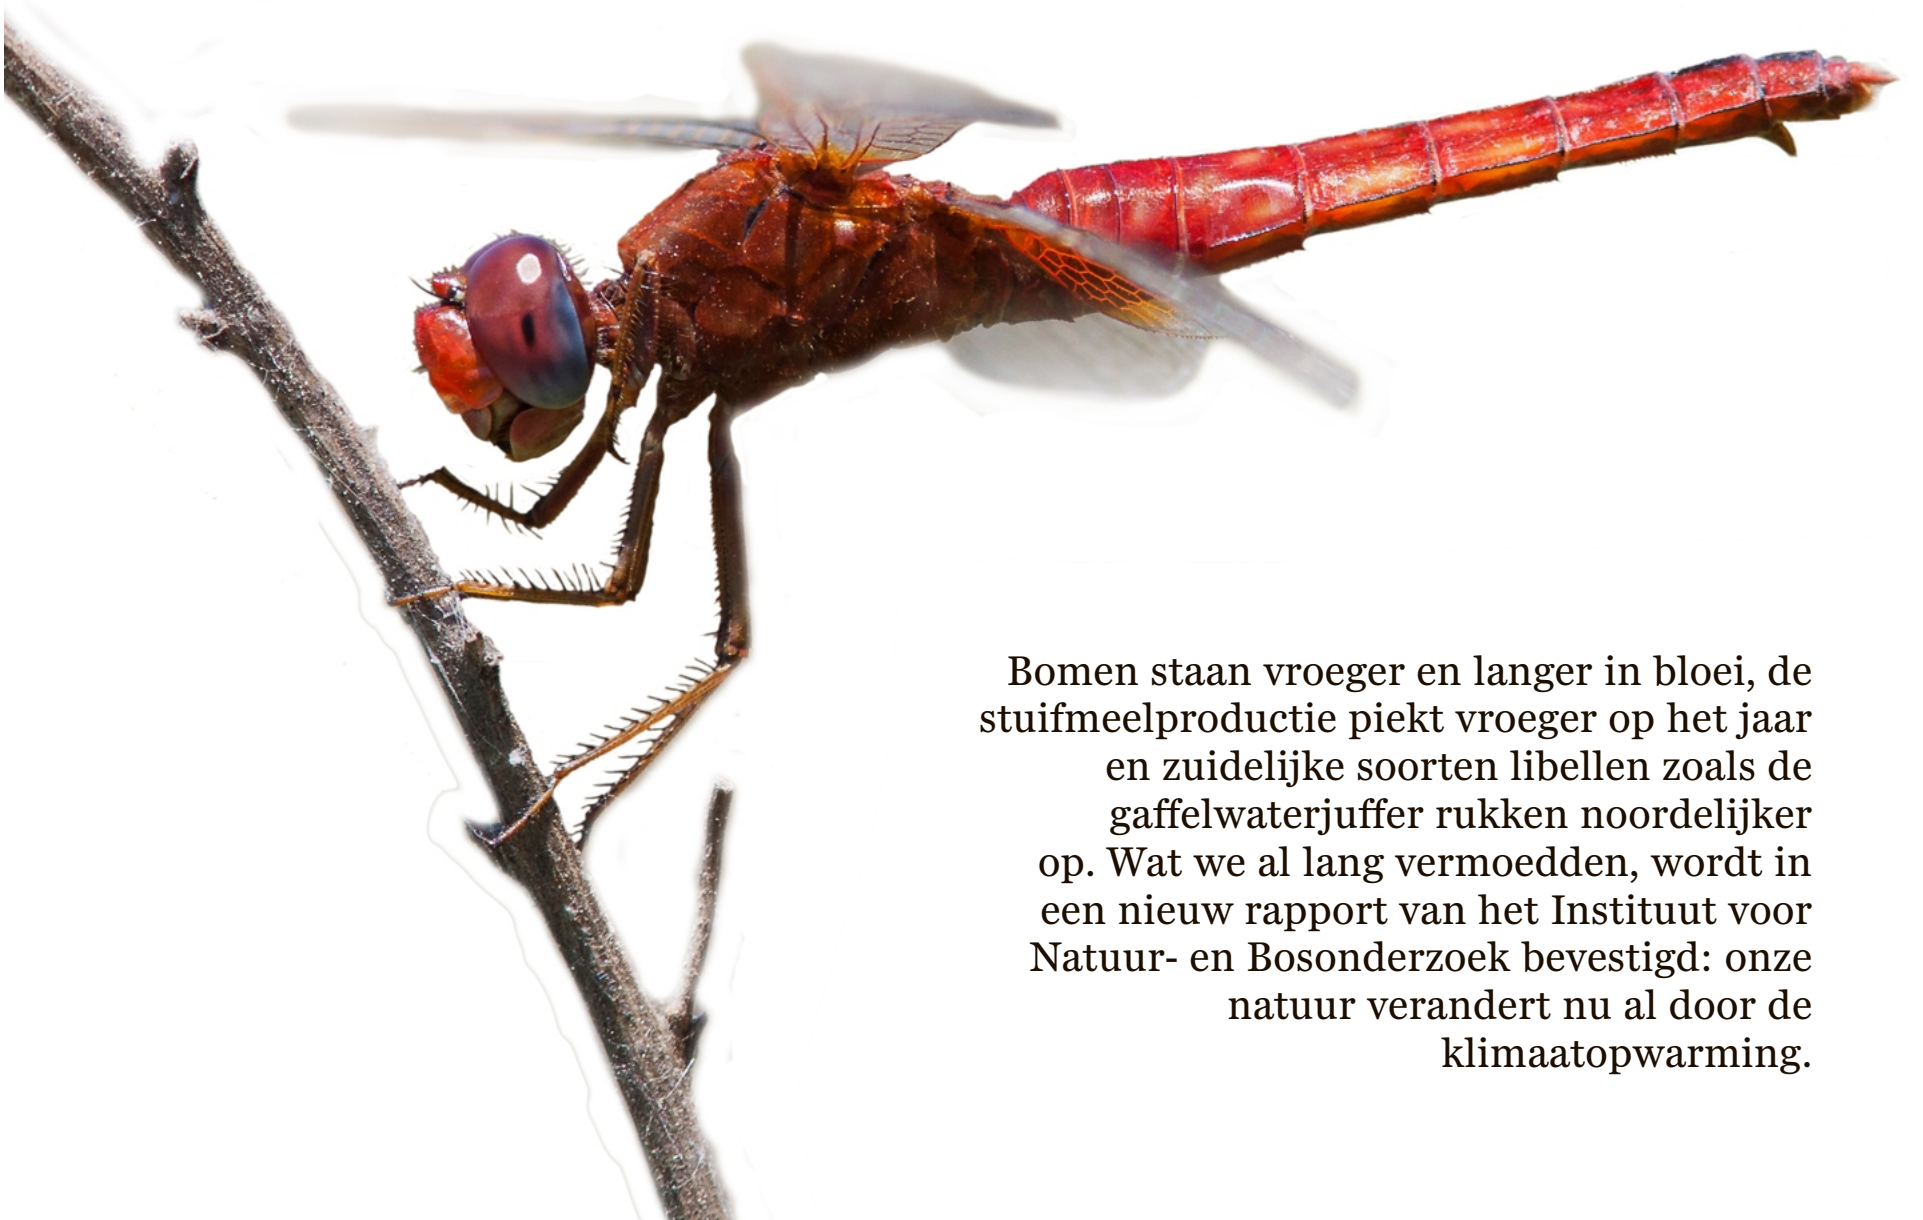 Bomen staan vroeger en langer in bloei, de
stuifmeelproductie piekt vroeger op het jaar
en zuidelijke soorten libellen zoals de
gaffelwaterjuffer rukken noordelijker
op. Wat we al lang vermoedden, wordt in
een nieuw rapport van het Instituut voor
Natuur- en Bosonderzoek bevestigd: onze
natuur verandert nu al door de
klimaatopwarming.